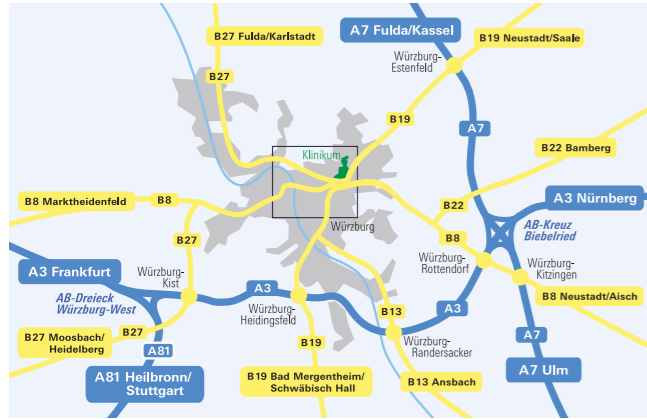 B27 Fulda/Karlstadt
A7 Fulda/Kassel
B19 Neustadt/Saale
Würzburg-
Estenfeld
B27
B19
A7
Klinikum
B22 Bamberg
B8 Marktheidenfeld
B8
B22
A3 Nürnberg
Würzburg
AB-Kreuz
Biebelried
B27
B8
A3 Frankfurt
Würzburg-
Kist
Würzburg-
Rottendorf
Würzburg-
Kitzingen
AB-Dreieck
Würzburg-West
A3
B8 Neustadt/Aisch
Würzburg-
Heidingsfeld
B13
A3
B27 Moosbach/
Heidelberg
B27
A7
A81
B19
Würzburg-
Randersacker
A81 Heilbronn/
Stuttgart
B19 Bad Mergentheim/
Schwäbisch Hall
B13 Ansbach
A7 Ulm